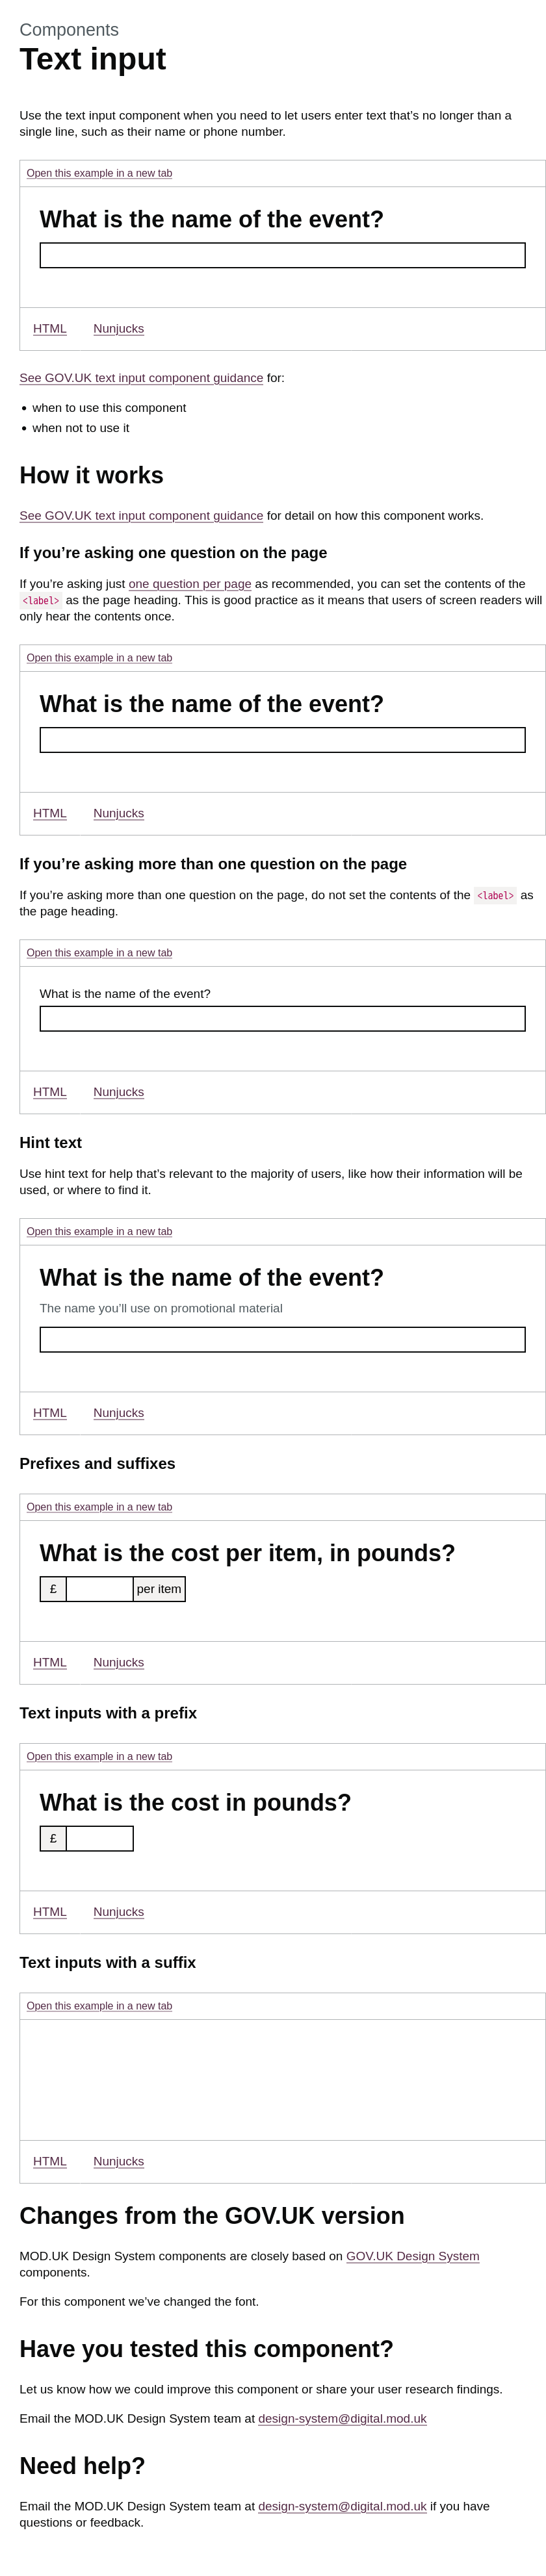 Components
Text input
Use the text input component when you need to let users enter text that’s no longer than a
single line, such as their name or phone number.
Open this example in a new tab
What is the name of the event?
HTML Nunjucks
See GOV.UK text input component guidance for:
• when to use this component
• when not to use it
How it works
See GOV.UK text input component guidance for detail on how this component works.
If you’re asking one question on the page
If you’re asking just one question per page as recommended, you can set the contents of the
<label> as the page heading. This is good practice as it means that users of screen readers will
only hear the contents once.
Open this example in a new tab
What is the name of the event?
HTML Nunjucks
If you’re asking more than one question on the page
If you’re asking more than one question on the page, do not set the contents of the <label> as
the page heading.
Open this example in a new tab
What is the name of the event?
HTML Nunjucks
Hint text
Use hint text for help that’s relevant to the majority of users, like how their information will be
used, or where to find it.
Open this example in a new tab
What is the name of the event?
The name you’ll use on promotional material
HTML Nunjucks
Prefixes and suffixes
Open this example in a new tab
What is the cost per item, in pounds?
£ per item
HTML Nunjucks
Text inputs with a prefix
Open this example in a new tab
What is the cost in pounds?
£
HTML Nunjucks
Text inputs with a suffix
Open this example in a new tab
HTML Nunjucks
Changes from the GOV.UK version
MOD.UK Design System components are closely based on GOV.UK Design System
components.
For this component we’ve changed the font.
Have you tested this component?
Let us know how we could improve this component or share your user research findings.
Email the MOD.UK Design System team at design-system@digital.mod.uk
Need help?
Email the MOD.UK Design System team at design-system@digital.mod.uk if you have
questions or feedback.